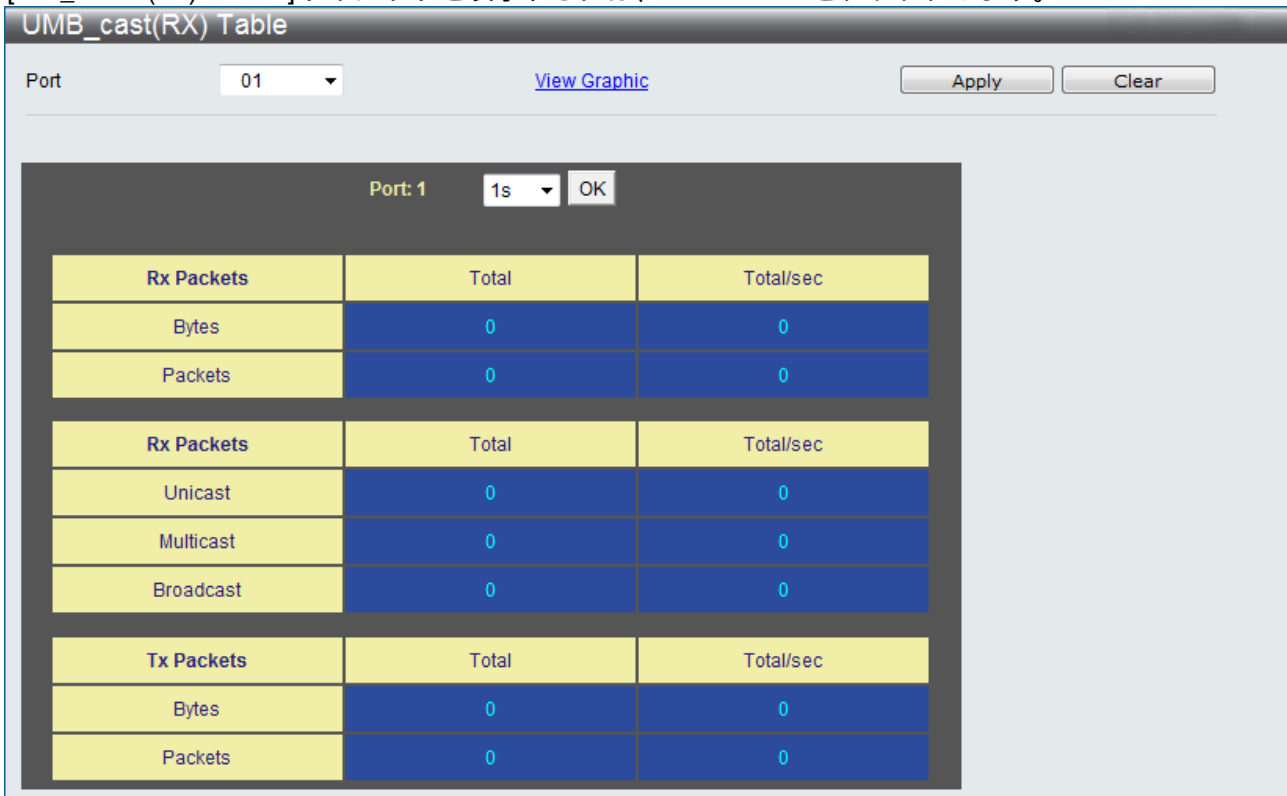 UMB_cast(RX) Table
Port 01 View Graphic Apply Clear
Port: 1 1s OK
Rx Packets Total Total/sec
Bytes 0 0
Packets 0 0
Rx Packets Total Total/sec
Unicast 0 0
Multicast 0 0
Broadcast 0 0
Tx Packets Total Total/sec
Bytes 0 0
Packets 0 0